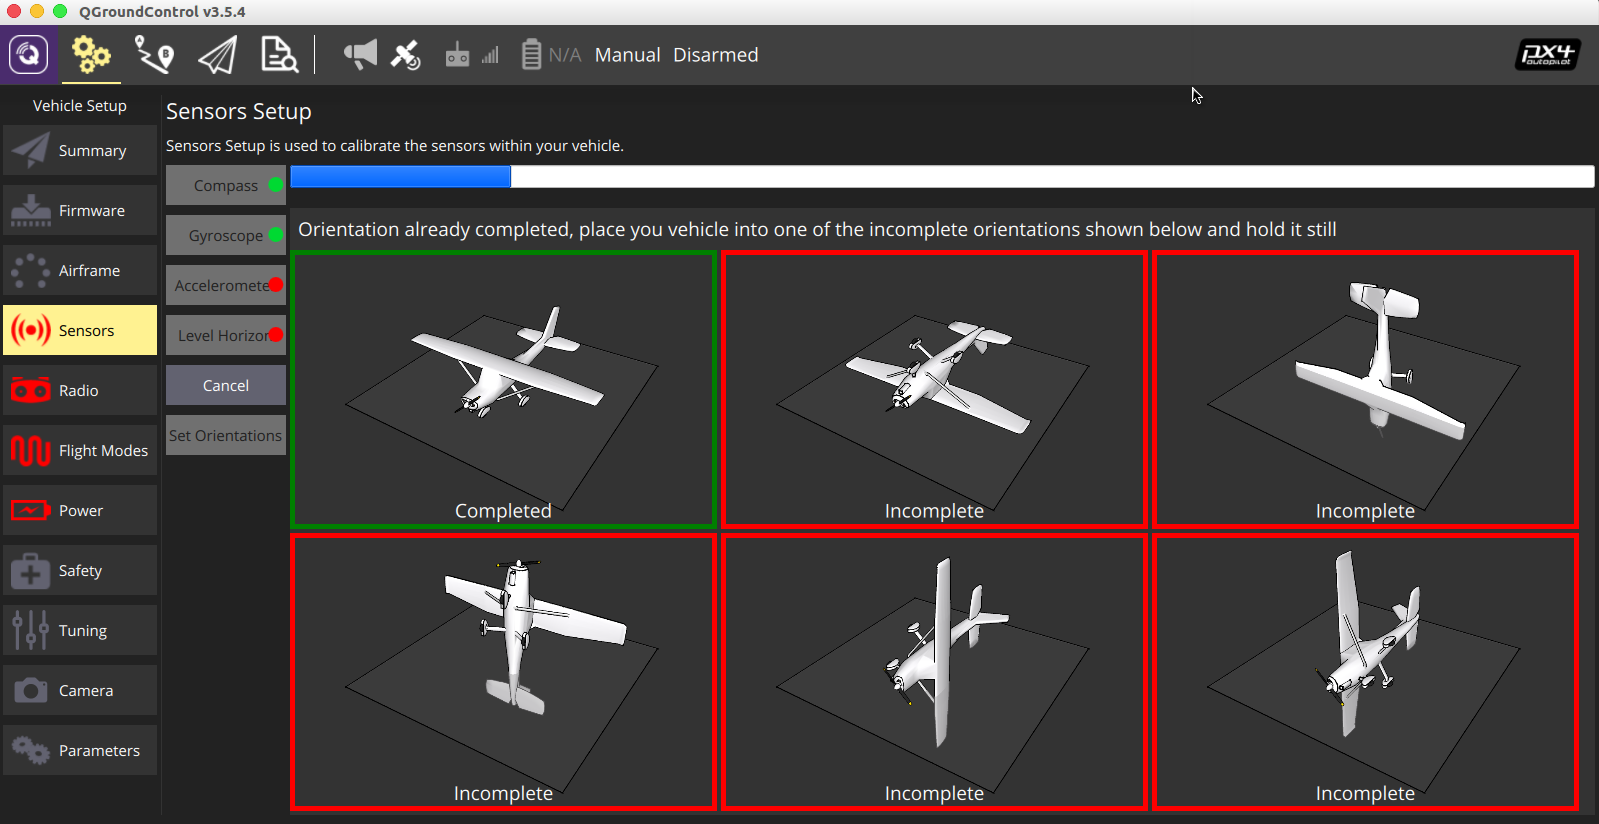 QGroundControl v3.5.4
N/A Manual Disarmed
px4
autopilot
Vehicle Setup
Summary
Firmware
Airframe
Sensors
Radio
Flight Modes
Power
Safety
Tuning
Camera
Parameters
Sensors Setup
Sensors Setup is used to calibrate the sensors within your vehicle.
Compass
Gyroscope
Acceleromete
Level Horizon
Cancel
Set Orientations
Orientation already completed, place you vehicle into one of the incomplete orientations shown below and hold it still
Completed
Incomplete
Incomplete
Incomplete
Incomplete
Incomplete